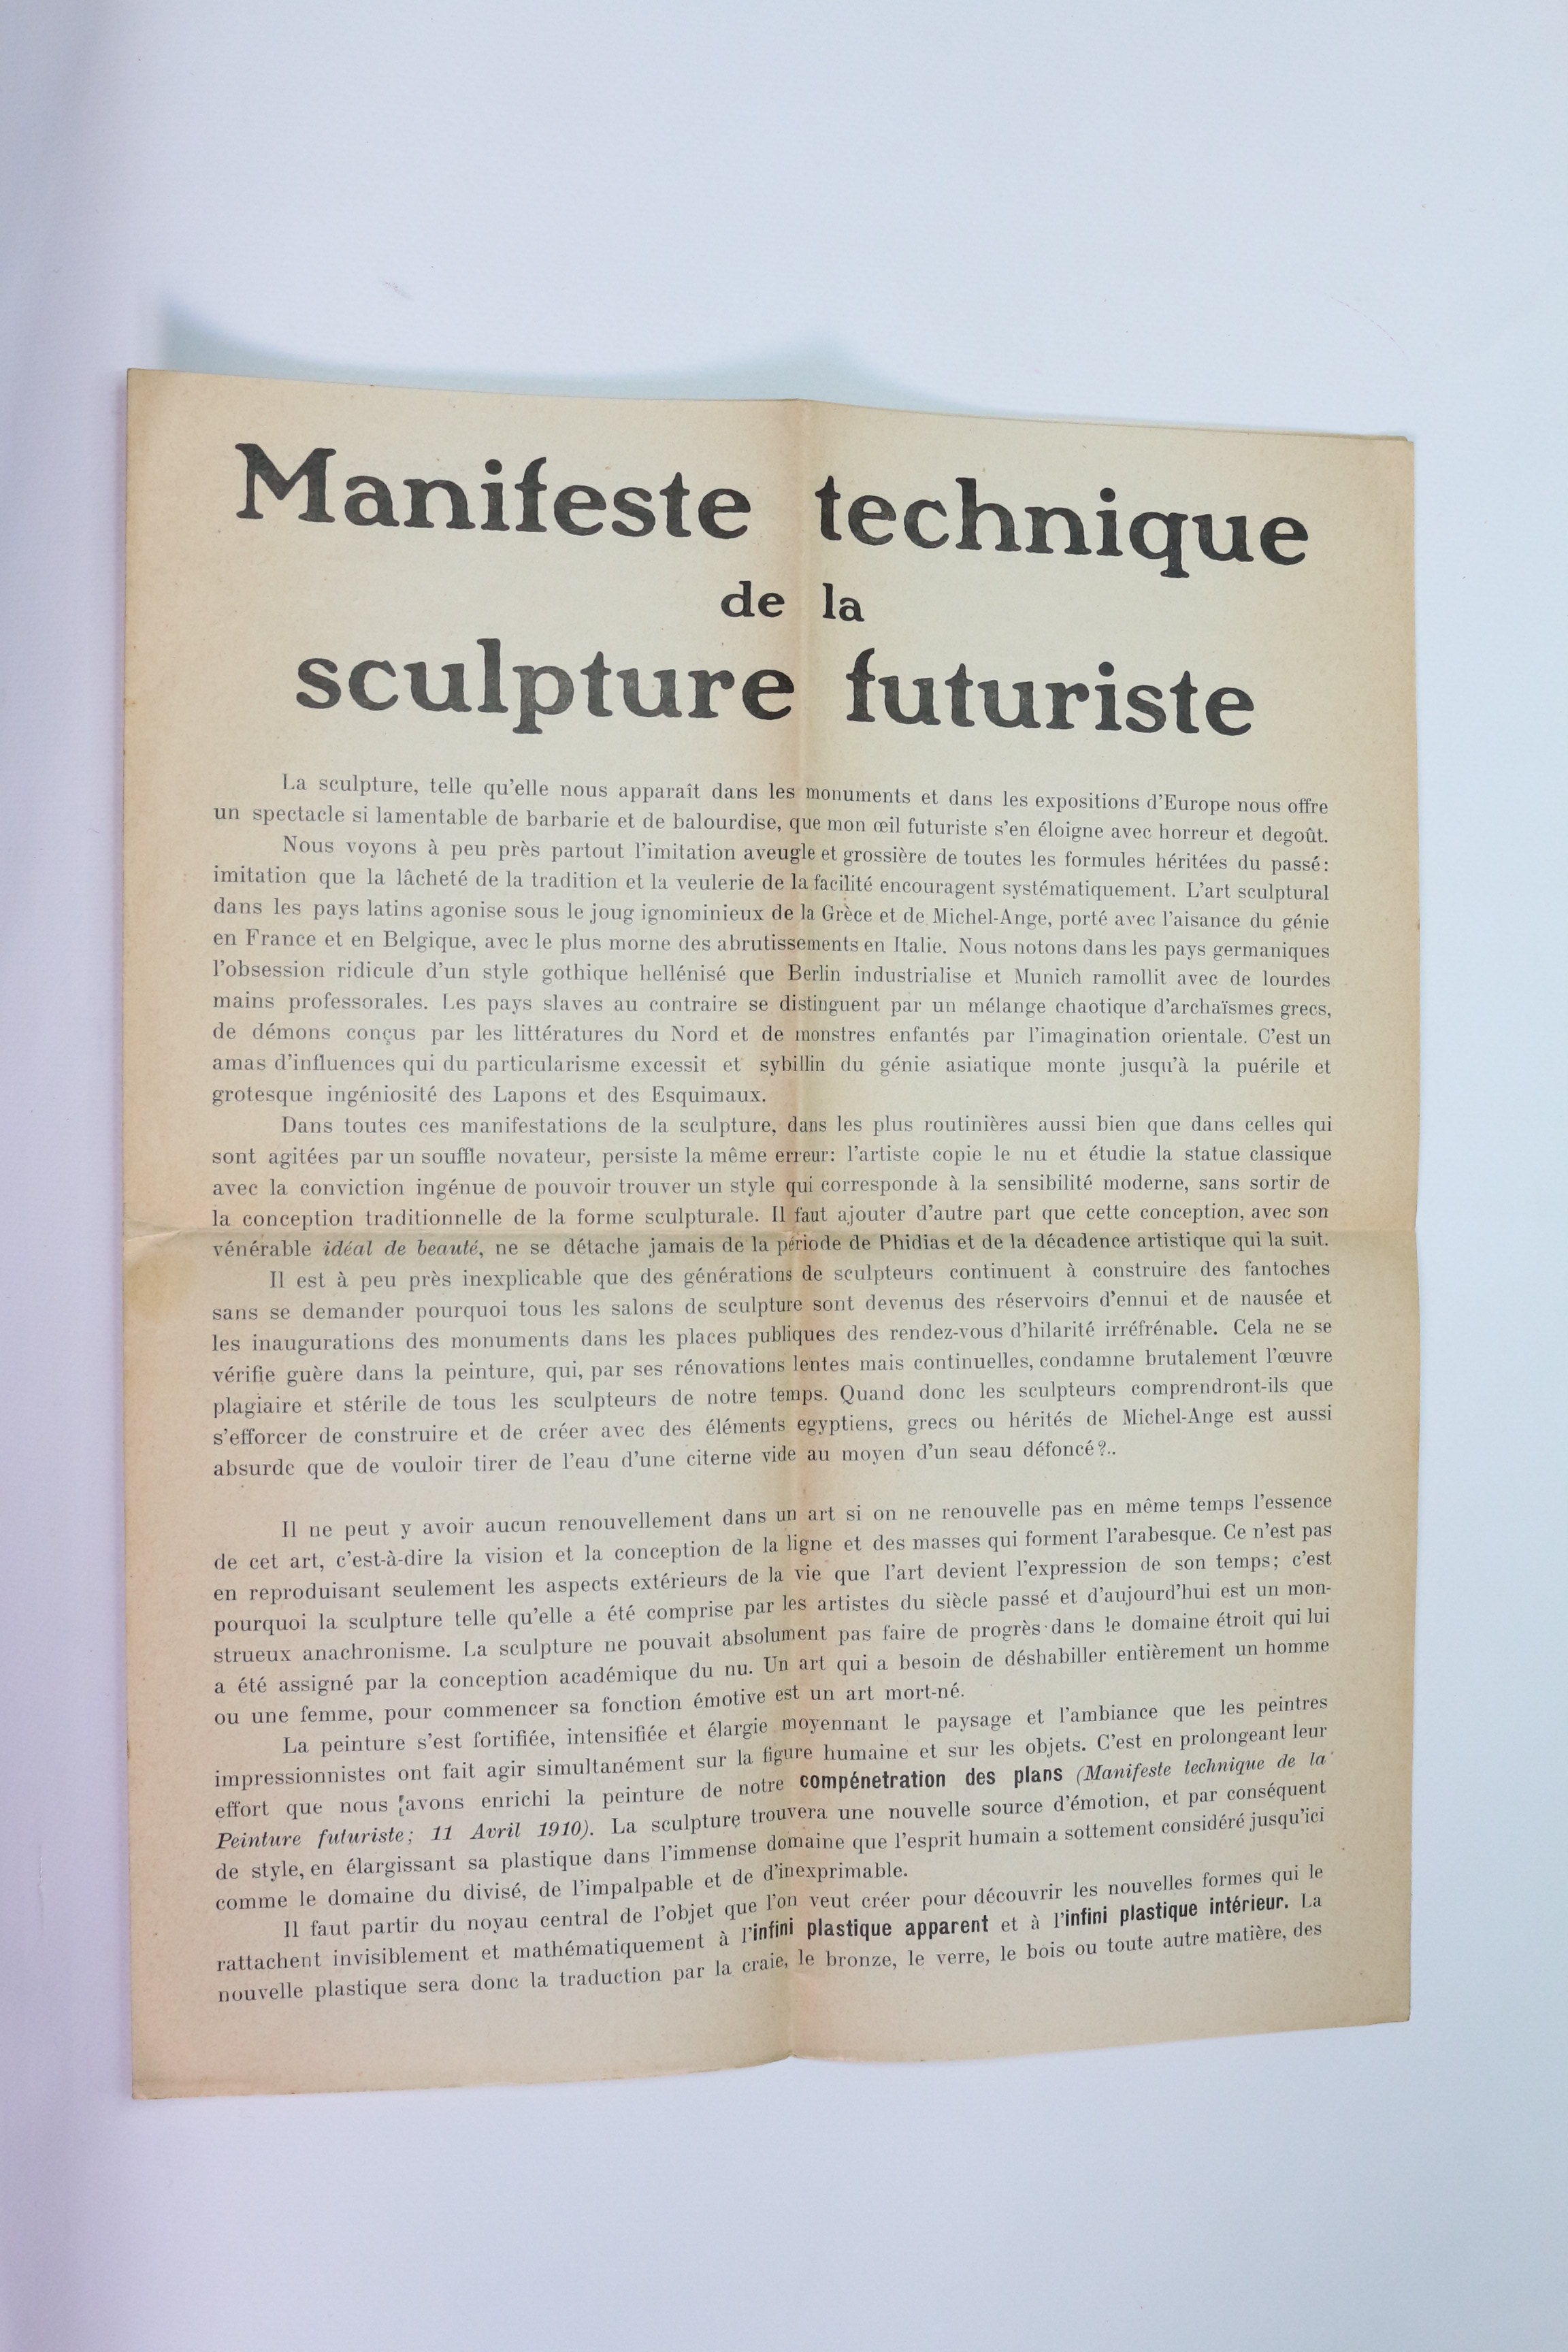 Manifeste technique
de la
sculpture futuriste
La sculpture, telle qu'elle nous apparaît dans les monuments et dans les expositions d'Europe nous offre
un spectacle si lamentable de barbarie et de balourdise, que mon œil futuriste s'en éloigne avec horreur et degoût.
Nous voyons à peu près partout l'imitation aveugle et grossière de toutes les formules héritées du passé:
imitation que la lâcheté de la tradition et la veulerie de la facilité encouragent systématiquement. L'art sculptural
dans les pays latins agonise sous le joug ignominieux de la Grèce et de Michel-Ange, porté avec l'aisance du génie
en France et en Belgique, avec le plus morne des abrutissements en Italie. Nous notons dans les pays germaniques
l'obsession ridicule d'un style gothique hellénisé que Berlin industrialise et Munich ramollit avec de lourdes
mains professorales. Les pays slaves au contraire se distinguent par un mélange chaotique d'archaïsmes grecs,
de démons conçus par les littératures du Nord et de monstres enfantés par l'imagination orientale. C'est un
amas d'influences qui du particularisme excessif et sybillin du génie asiatique monte jusqu'à la puérile et
grotesque ingéniosité des Lapons et des Esquimaux.
Dans toutes ces manifestations de la sculpture, dans les plus routinières aussi bien que dans celles qui
sont agitées par un souffle novateur, persiste la même erreur: l'artiste copie le nu et étudie la statue classique
avec la conviction ingénue de pouvoir trouver un style qui corresponde à la sensibilité moderne, sans sortir de
la conception traditionnelle de la forme sculpturale. Il faut ajouter d'autre part que cette conception, avec son
vénérable idéal de beauté, ne se détache jamais de la période de Phidias et de la décadence artistique qui la suit.
Il est à peu près inexplicable que des générations de sculpteurs continuent à construire des fantoches
sans se demander pourquoi tous les salons de sculpture sont devenus des réservoirs d'ennui et de nausée et
les inaugurations des monuments dans les places publiques des rendez-vous d'hilarité irréfrénable. Cela ne se
vérifie guère dans la peinture, qui, par ses rénovations lentes mais continuelles, condamne brutalement l'œuvre
plagiaire et stérile de tous les sculpteurs de notre temps. Quand donc les sculpteurs comprendront-ils que
s'efforcer de construire et de créer avec des éléments egyptiens, grecs ou hérités de Michel-Ange est aussi
absurde que de vouloir tirer de l'eau d'une citerne vide au moyen d'un seau défoncé?..
Il ne peut y avoir aucun renouvellement dans un art si on ne renouvelle pas en même temps l'essence
de cet art, c'est-à-dire la vision et la conception de la ligne et des masses qui forment l'arabesque. Ce n'est pas
en reproduisant seulement les aspects extérieurs de la vie que l'art devient l'expression de son temps; c'est
pourquoi la sculpture telle qu'elle a été comprise par les artistes du siècle passé et d'aujourd'hui est un mon-
strueux anachronisme. La sculpture ne pouvait absolument pas faire de progrès dans le domaine étroit qui lui
a été assigné par la conception académique du nu. Un art qui a besoin de déshabiller entièrement un homme
ou une femme, pour commencer sa fonction émotive est un art mort-né.
La peinture s'est fortifiée, intensifiée et élargie moyennant le paysage et l'ambiance que les peintres
impressionnistes ont fait agir simultanément sur la figure humaine et sur les objets. C'est en prolongeant leur
effort que nous avons enrichi la peinture de notre compénetration des plans (Manifeste technique de la
Peinture futuriste; 11 Avril 1910). La sculpture trouvera une nouvelle source d'émotion, et par conséquent
de style, en élargissant sa plastique dans l'immense domaine que l'esprit humain a sottement considéré jusqu'ici
comme le domaine du divisé, de l'impalpable et de d'inexprimable.
Il faut partir du noyau central de l'objet que l'on veut créer pour découvrir les nouvelles formes qui le
rattachent invisiblement et mathématiquement à l'infini plastique apparent et à l'infini plastique intérieur. La
nouvelle plastique sera donc la traduction par la craie, le bronze, le verre, le bois ou toute autre matière, des